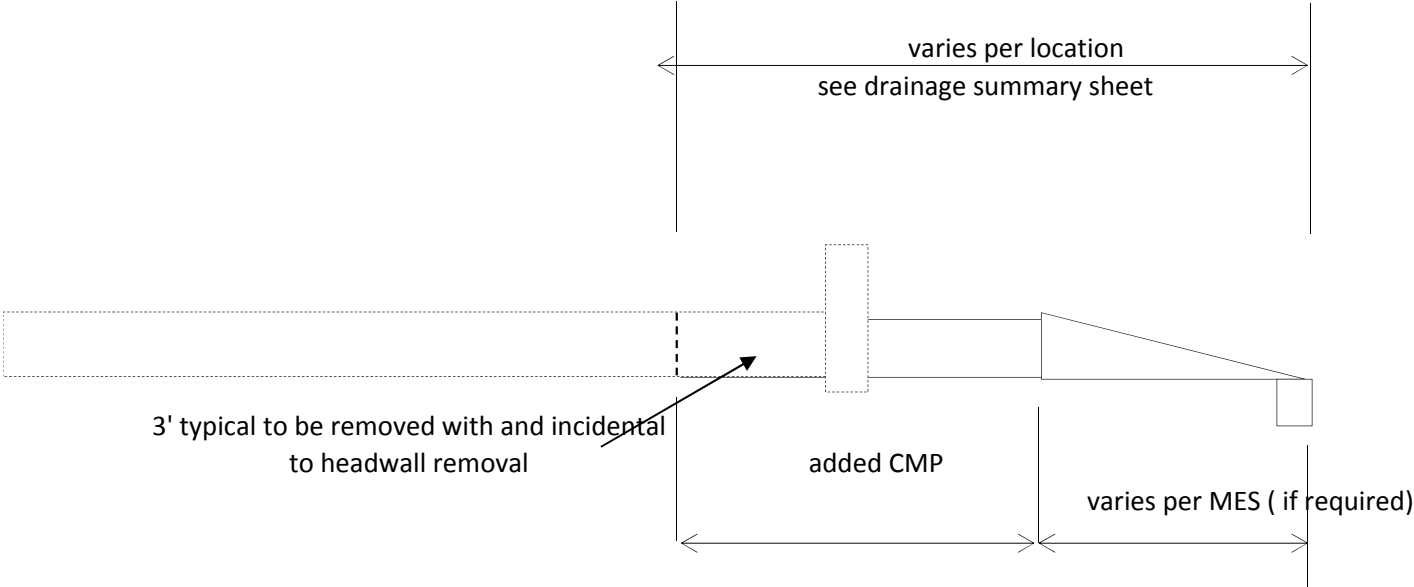 varies per location
see drainage summary sheet
3' typical to be removed with and incidental
to headwall removal
added CMP
varies per MES ( if required)